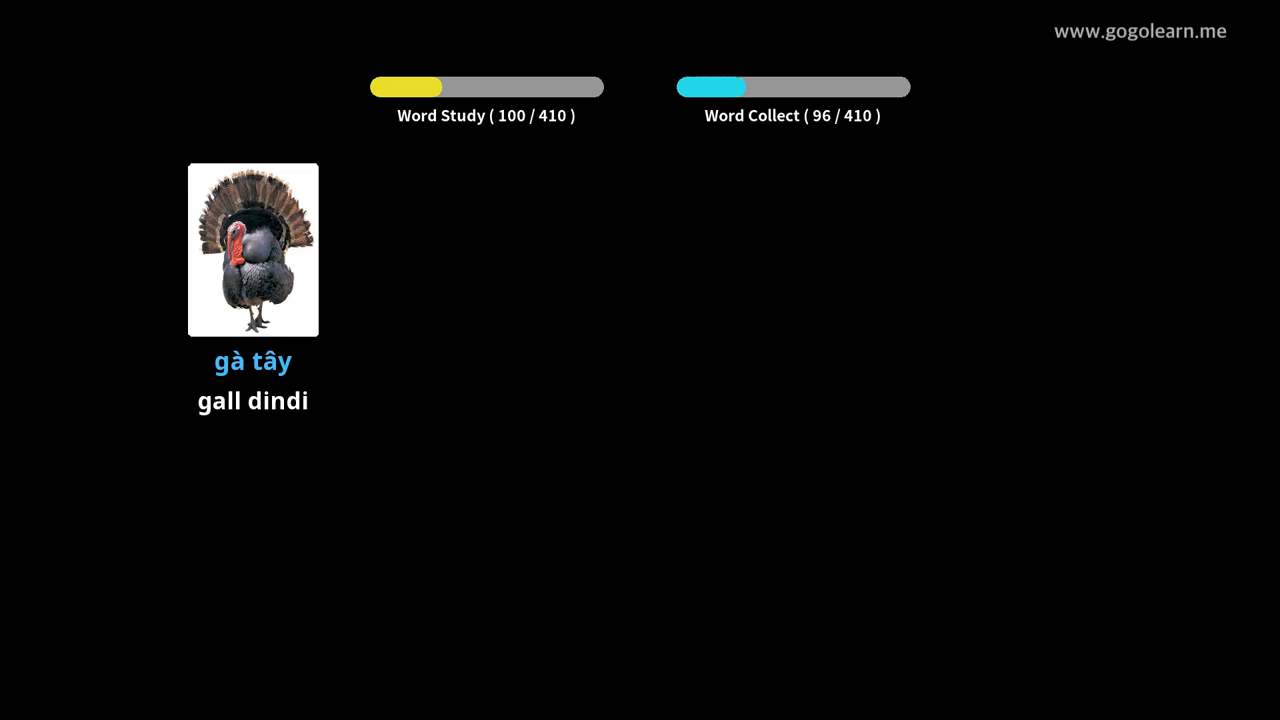 www.gogolearn.me
Word Study ( 100 / 410 )
Word Collect ( 96 / 410 )
gà tây
gall dindi